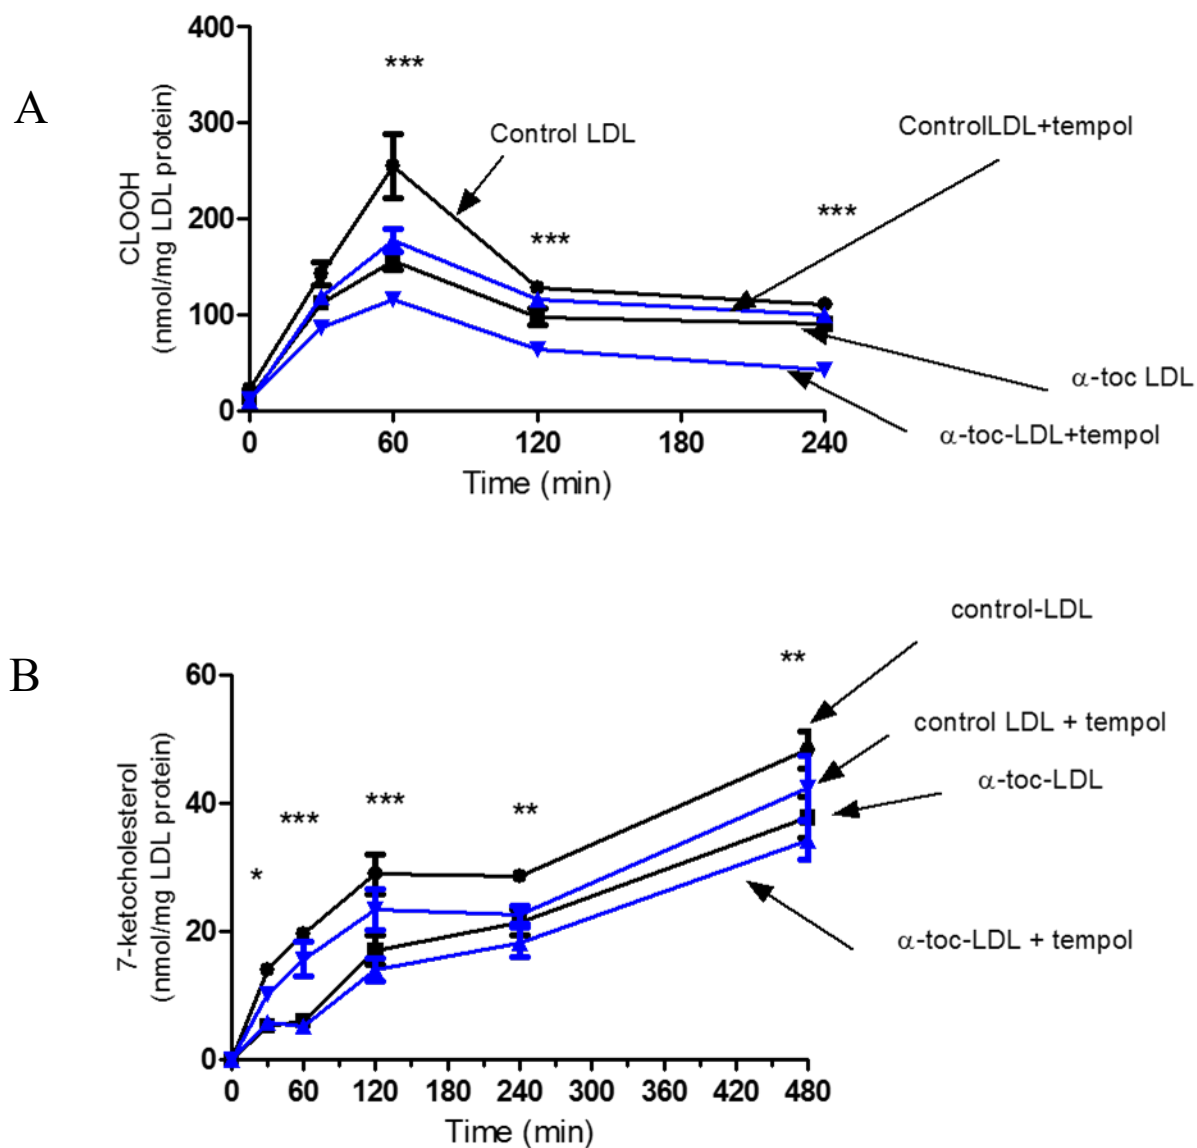 A
CLOOH
(nmol/mg LDL protein)
400
300
200
100
0
***
***
***
Control LDL
ControlLDL+tempol
α-toc LDL
α-toc-LDL+tempol
0 60 120 180 240
Time (min)
B
7-ketocholesterol
(nmol/mg LDL protein)
60
40
20
0
*
***
***
**
**
control-LDL
control LDL + tempol
α-toc-LDL
α-toc-LDL + tempol
0 60 120 180 240 300 360 420 480
Time (min)